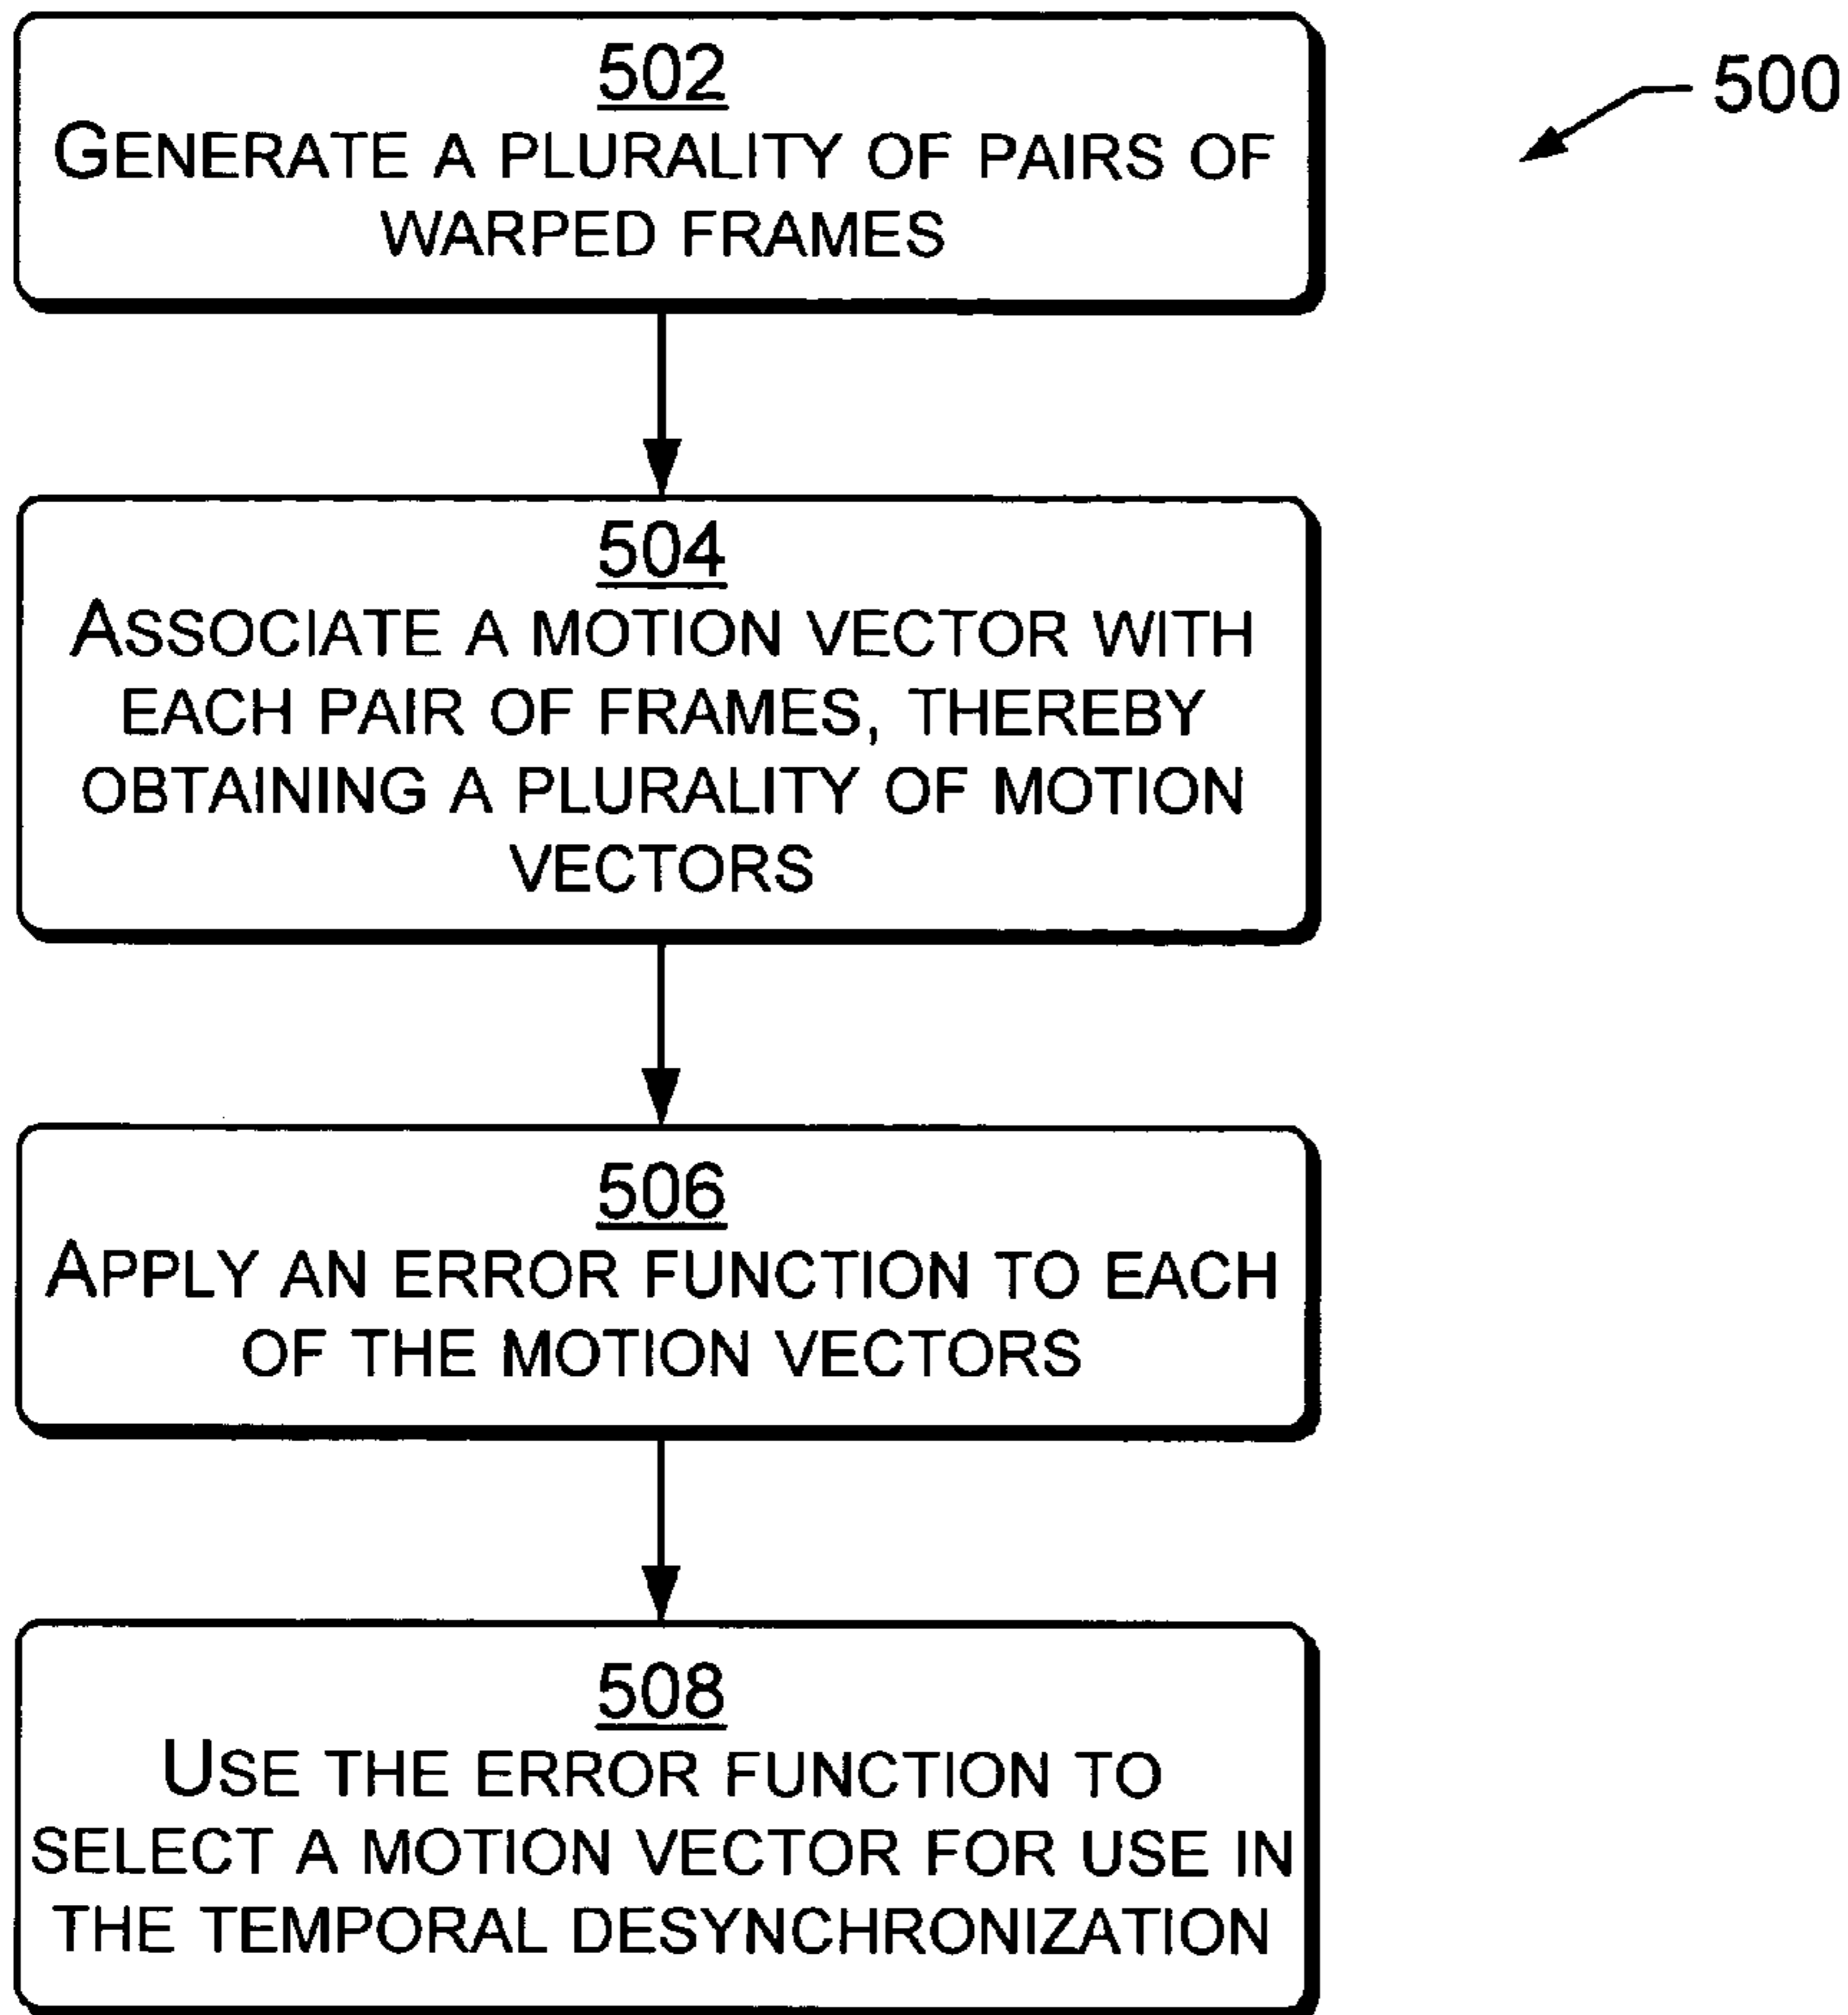 502
GENERATE A PLURALITY OF PAIRS OF
WARPED FRAMES
500
504
ASSOCIATE A MOTION VECTOR WITH
EACH PAIR OF FRAMES, THEREBY
OBTAINING A PLURALITY OF MOTION
VECTORS
506
APPLY AN ERROR FUNCTION TO EACH
OF THE MOTION VECTORS
508
USE THE ERROR FUNCTION TO
SELECT A MOTION VECTOR FOR USE IN
THE TEMPORAL DESYNCHRONIZATION